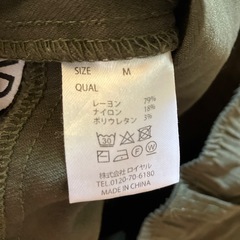 SIZE M
QUAL
レーヨン 79%
ナイロン 18%
ポリウレタン 3%
30
株式会社 ロイヤル
TEL.0120-70-6180
MADE IN CHINA